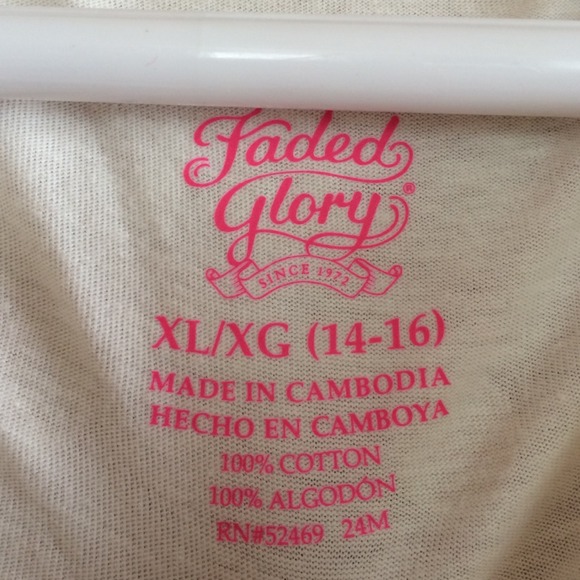 Faded
Glory®
SINCE 1972
XL/XG (14-16)
MADE IN CAMBODIA
HECHO EN CAMBOYA
100% COTTON
100% ALGODÓN
RN#52469 24M